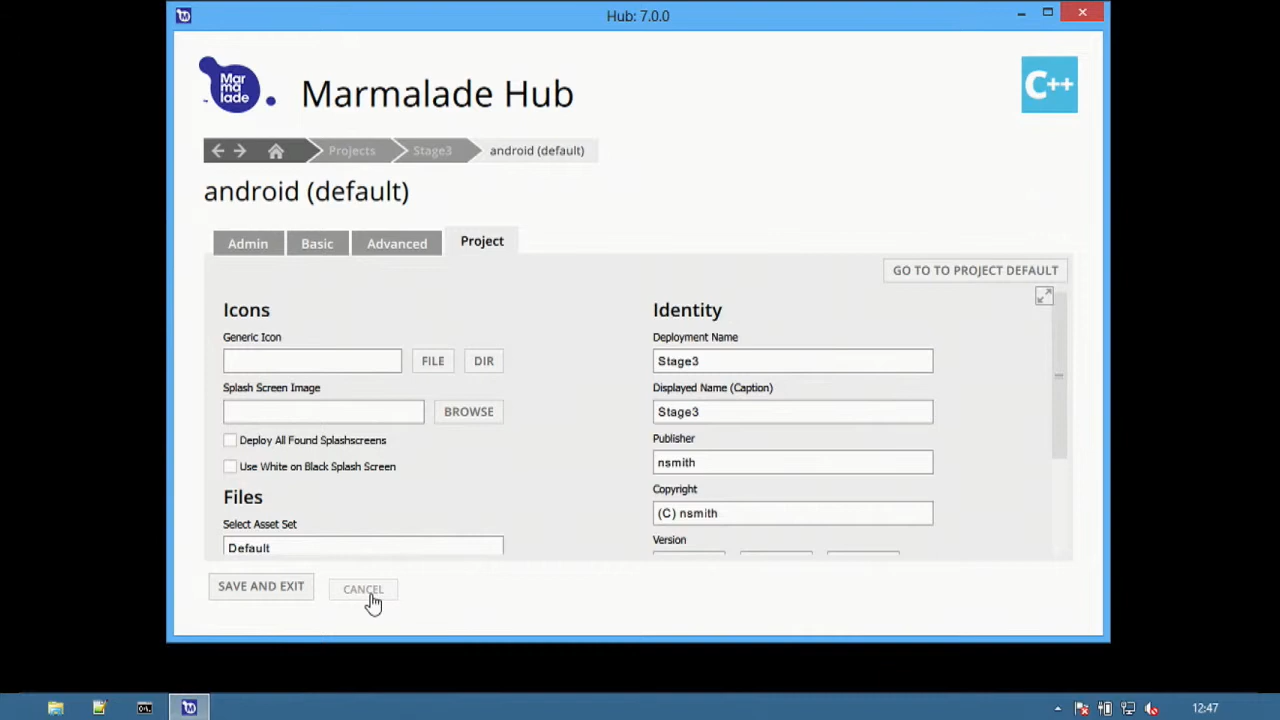 Hub: 7.0.0
Mar
ma
lade
Marmalade Hub
C++
Projects
Stage3
android (default)
android (default)
Admin
Basic
Advanced
Project
GO TO TO PROJECT DEFAULT
Icons
Generic Icon
FILE
DIR
Splash Screen Image
BROWSE
Deploy All Found Splashscreens
Use White on Black Splash Screen
Files
Select Asset Set
Default
Identity
Deployment Name
Stage3
Displayed Name (Caption)
Stage3
Publisher
nsmith
Copyright
(C) nsmith
Version
SAVE AND EXIT
CANCEL
12:47